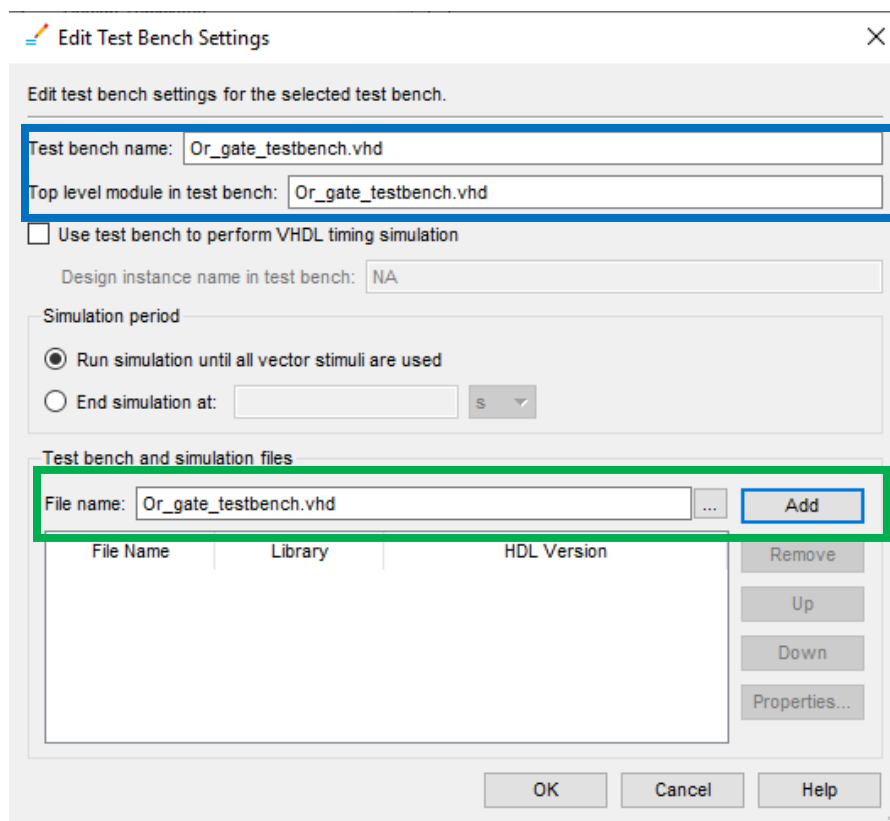 Edit Test Bench Settings
Edit test bench settings for the selected test bench.
Test bench name: Or_gate_testbench.vhd
Top level module in test bench: Or_gate_testbench.vhd
Use test bench to perform VHDL timing simulation
Design instance name in test bench: NA
Simulation period
Run simulation until all vector stimuli are used
End simulation at: s
Test bench and simulation files
File name: Or_gate_testbench.vhd ... Add
File Name Library HDL Version Remove
Up
Down
Properties...
OK Cancel Help